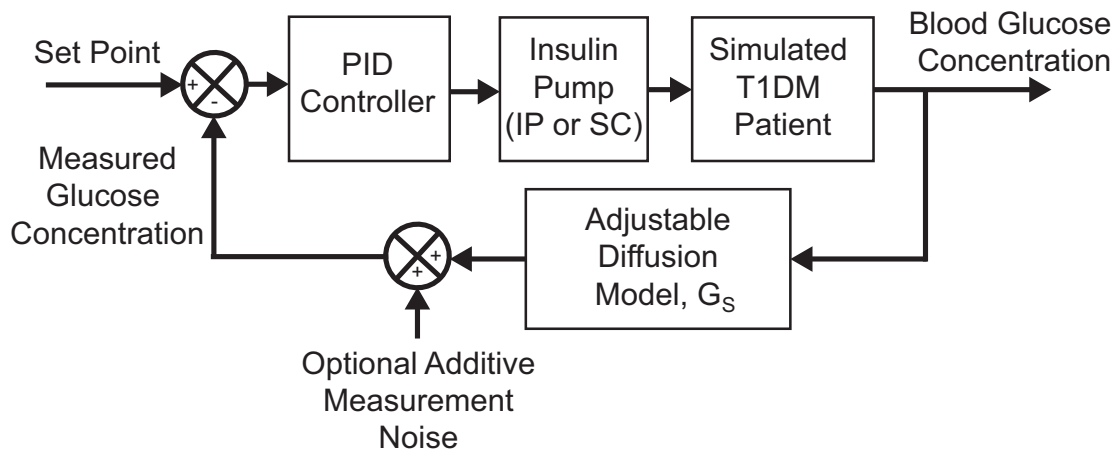 Set Point
+
-
PID
Controller
Insulin
Pump
(IP or SC)
Simulated
T1DM
Patient
Blood Glucose
Concentration
Measured
Glucose
Concentration
+
+
Adjustable
Diffusion
Model, GS
Optional Additive
Measurement
Noise